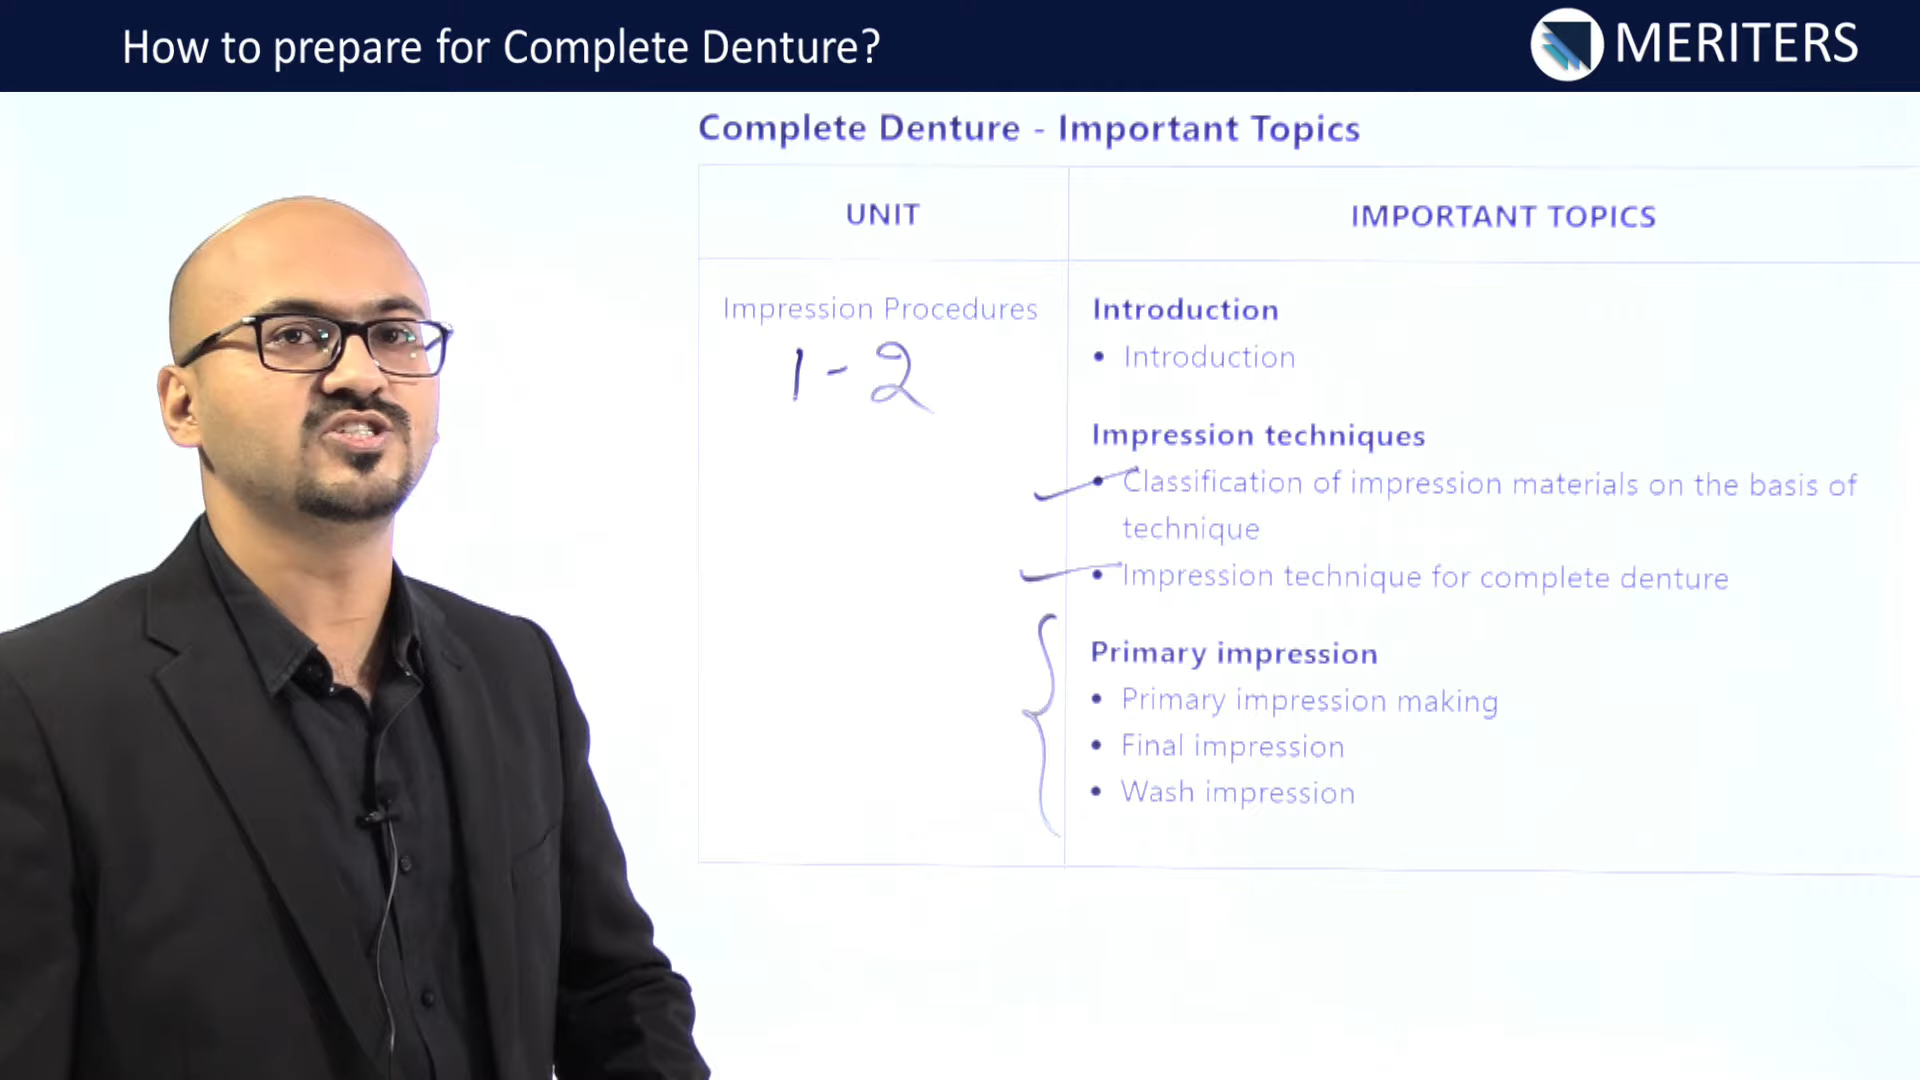 How to prepare for Complete Denture?
MERITERS
Complete Denture - Important Topics
UNIT
IMPORTANT TOPICS
Impression Procedures
1 - 2
Introduction
• Introduction
Impression techniques
• Classification of impression materials on the basis of
technique
• Impression technique for complete denture
Primary impression
• Primary impression making
• Final impression
• Wash impression